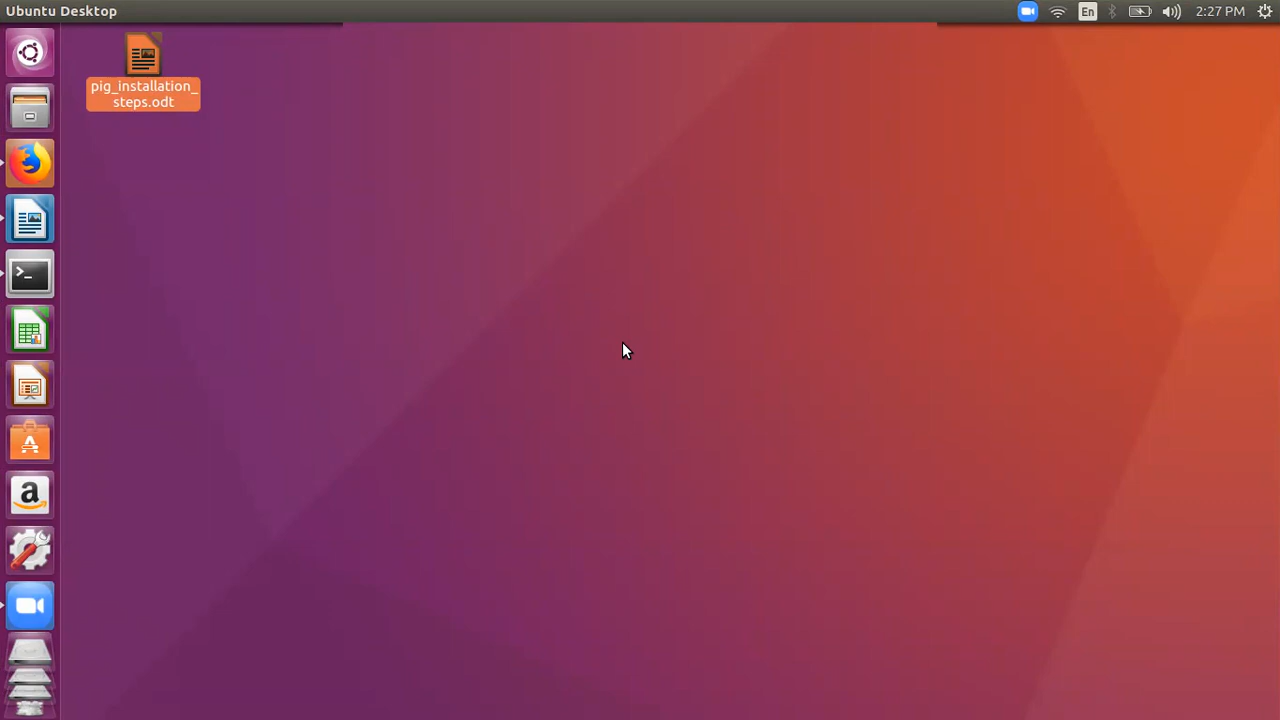 Ubuntu Desktop
En
2:27 PM
pig_installation_
steps.odt
>_
A
a